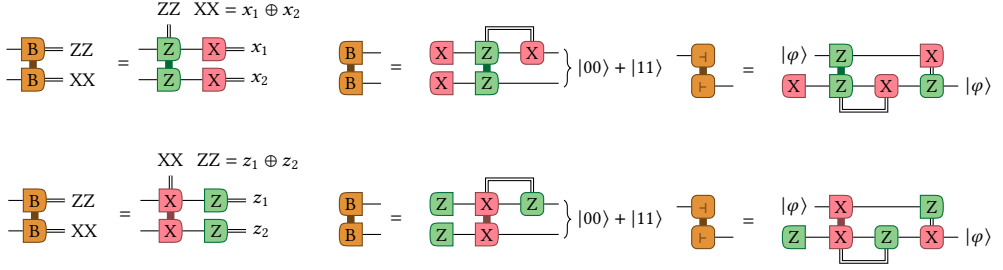 ZZ XX = x₁ ⊕ x₂
B ZZ = Z X x₁ B = X Z X |00⟩ + |11⟩ ⊣ = |φ⟩ Z X
B XX Z X x₂ B X Z ⊢ X Z X Z |φ⟩
XX ZZ = z₁ ⊕ z₂
B ZZ = X Z z₁ B = Z X Z |00⟩ + |11⟩ ⊣ = |φ⟩ X Z
B XX X Z z₂ B Z X ⊢ Z X Z X |φ⟩